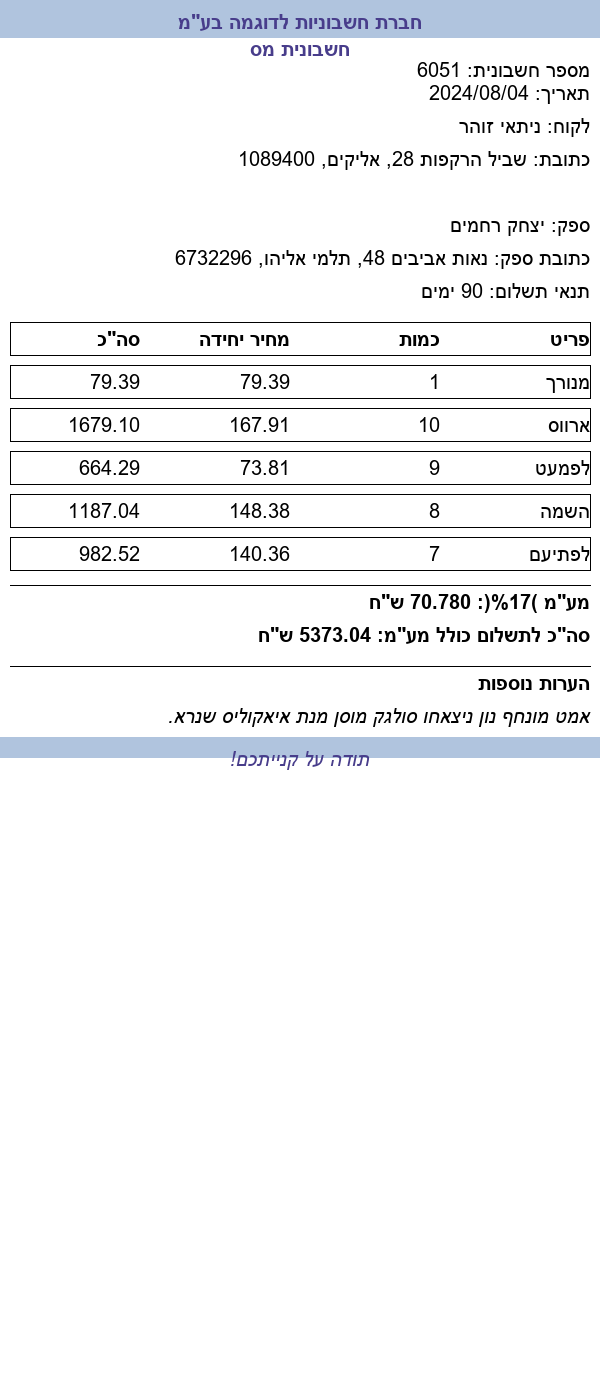 חברת חשבוניות לדוגמה בע"מ
חשבונית מס
מספר חשבונית: 6051
תאריך: 2024/08/04
לקוח: ניתאי זוהר
כתובת: שביל הרקפות 28, אליקים, 1089400
ספק: יצחק רחמים
כתובת ספק: נאות אביבים 48, תלמי אליהו, 6732296
תנאי תשלום: 90 ימים
פריט כמות מחיר יחידה סה"כ
מנורך 1 79.39 79.39
ארווס 10 167.91 1679.10
לפמעט 9 73.81 664.29
השמה 8 148.38 1187.04
לפתיעם 7 140.36 982.52
מע"מ )17%(: 70.780 ש"ח
סה"כ לתשלום כולל מע"מ: 5373.04 ש"ח
הערות נוספות
אמט מונחף נון ניצאחו סולגק מוסן מנת איאקוליס שנרא.
תודה על קנייתכם!